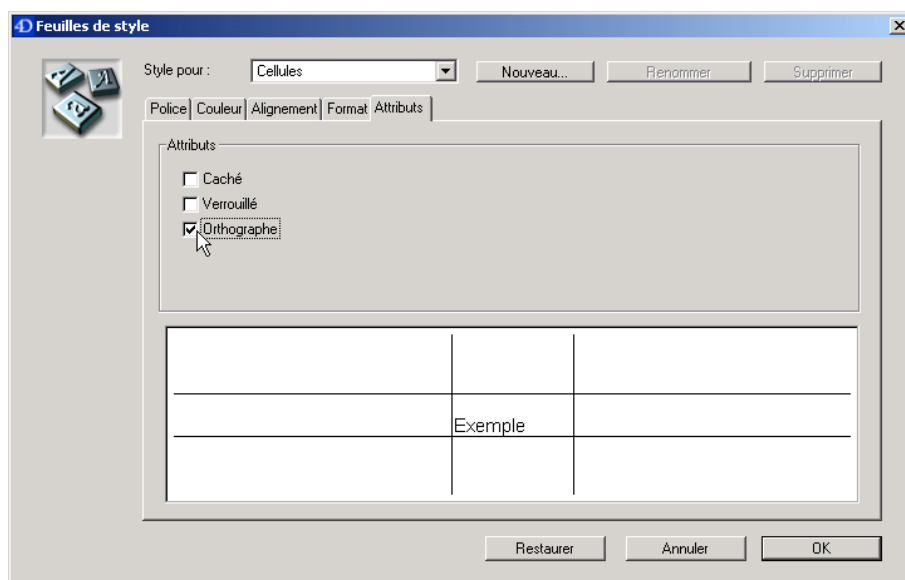 4D Feuilles de style
Style pour : Cellules Nouveau... Renommer Supprimer
Police Couleur Alignement Format Attributs
Attributs
Caché
Verrouillé
Orthographe
Exemple
Restaurer Annuler OK